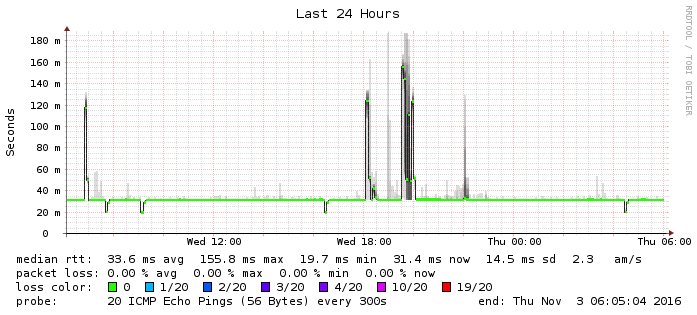 Last 24 Hours
RRDTOOL / TOBI OETIKER
Seconds
180 m
160 m
140 m
120 m
100 m
80 m
60 m
40 m
20 m
0
Wed 12:00 Wed 18:00 Thu 00:00 Thu 06:00
median rtt: 33.6 ms avg 155.8 ms max 19.7 ms min 31.4 ms now 14.5 ms sd 2.3 am/s
packet loss: 0.00 % avg 0.00 % max 0.00 % min 0.00 % now
loss color: 0 1/20 2/20 3/20 4/20 10/20 19/20
probe: 20 ICMP Echo Pings (56 Bytes) every 300s end: Thu Nov 3 06:05:04 2016